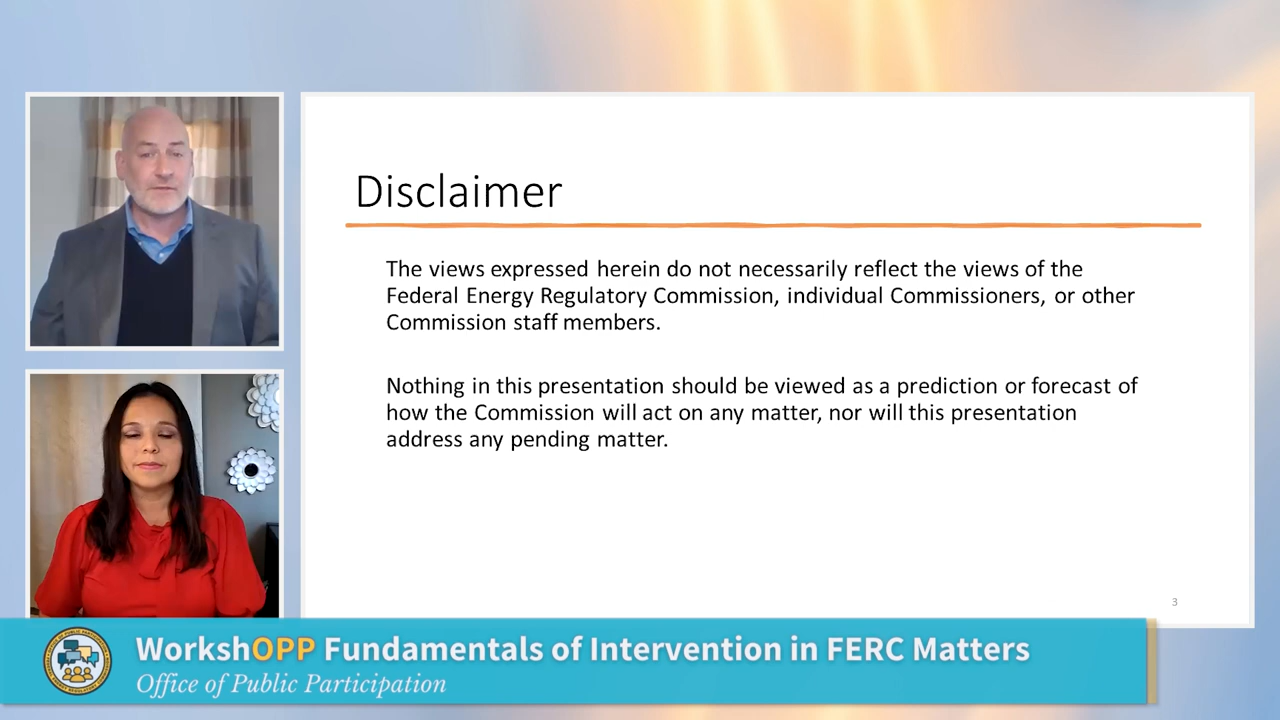 Disclaimer
The views expressed herein do not necessarily reflect the views of the
Federal Energy Regulatory Commission, individual Commissioners, or other
Commission staff members.
Nothing in this presentation should be viewed as a prediction or forecast of
how the Commission will act on any matter, nor will this presentation
address any pending matter.
3
WorkshOPP Fundamentals of Intervention in FERC Matters
Office of Public Participation